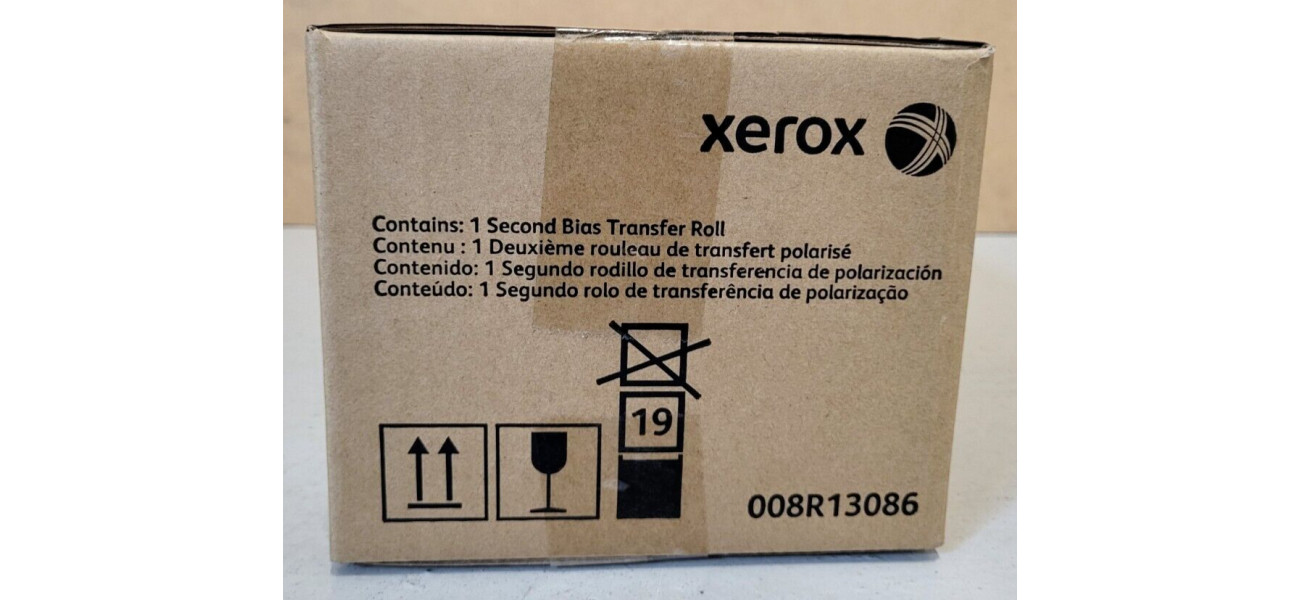 xerox
Contains: 1 Second Bias Transfer Roll
Contenu : 1 Deuxième rouleau de transfert polarisé
Contenido: 1 Segundo rodillo de transferencia de polarización
Conteúdo: 1 Segundo rolo de transferência de polarização
19
008R13086